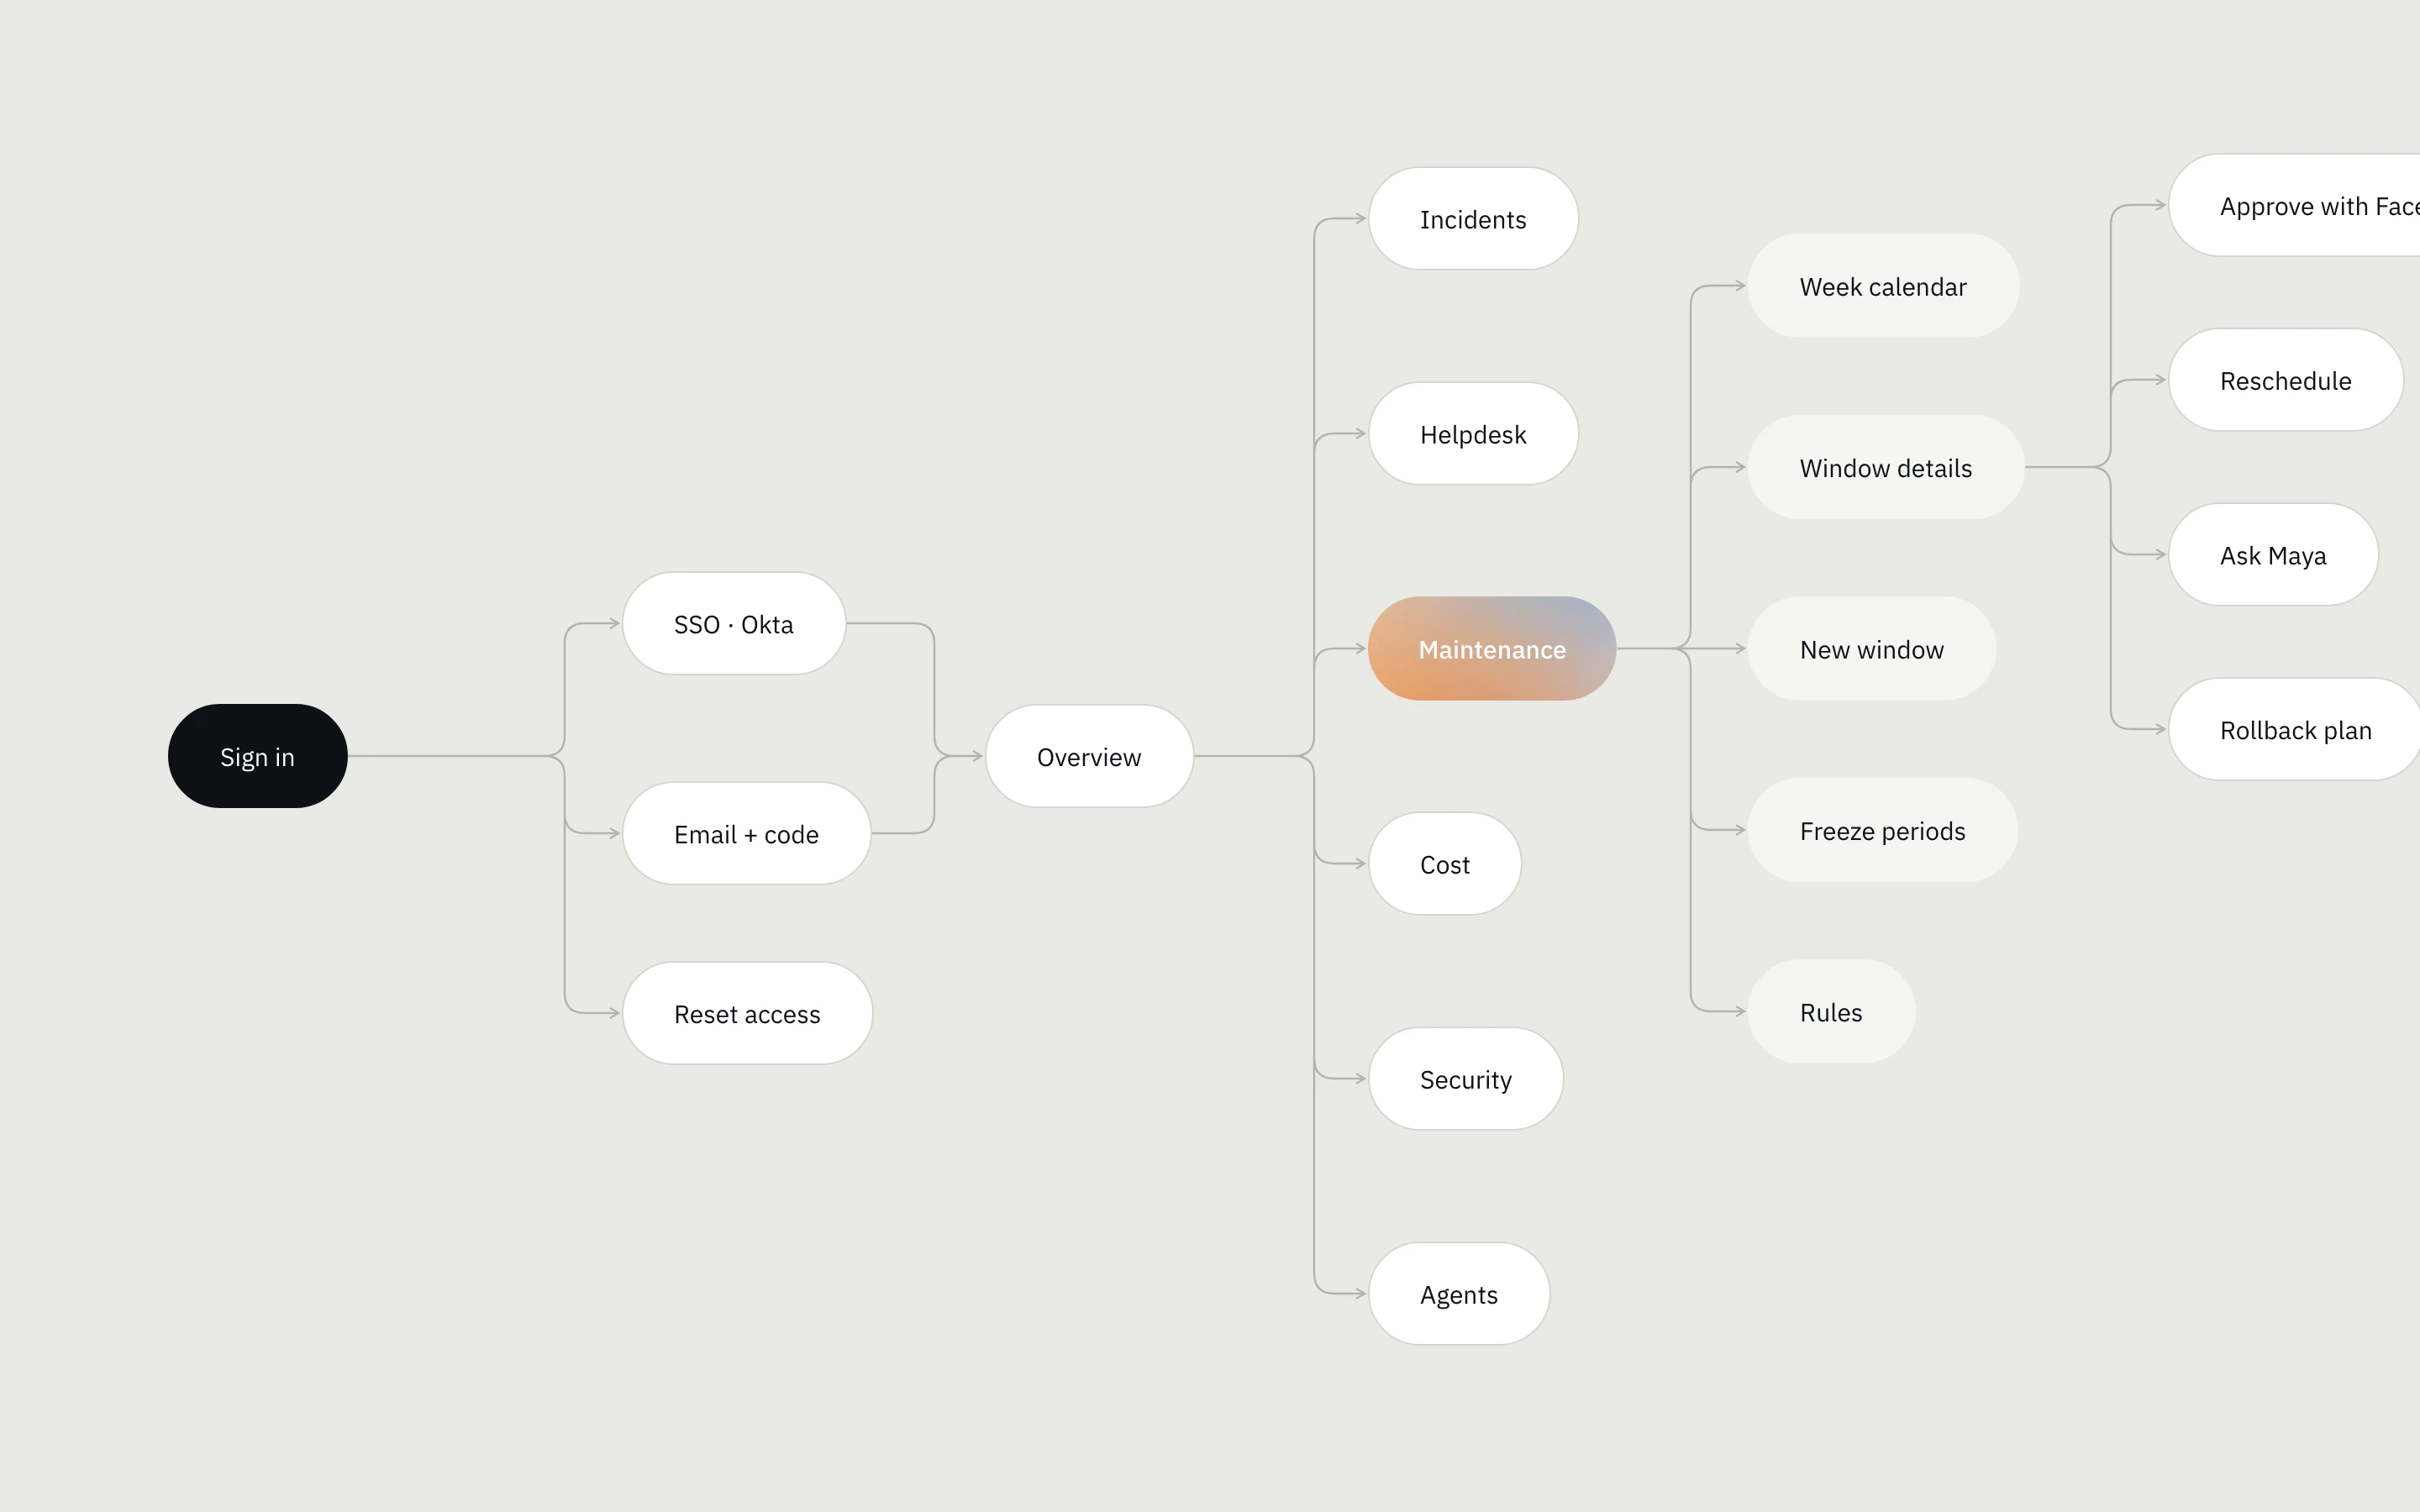 Sign in
SSO · Okta
Email + code
Reset access
Overview
Incidents
Helpdesk
Maintenance
Cost
Security
Agents
Week calendar
Window details
New window
Freeze periods
Rules
Approve with Face
Reschedule
Ask Maya
Rollback plan